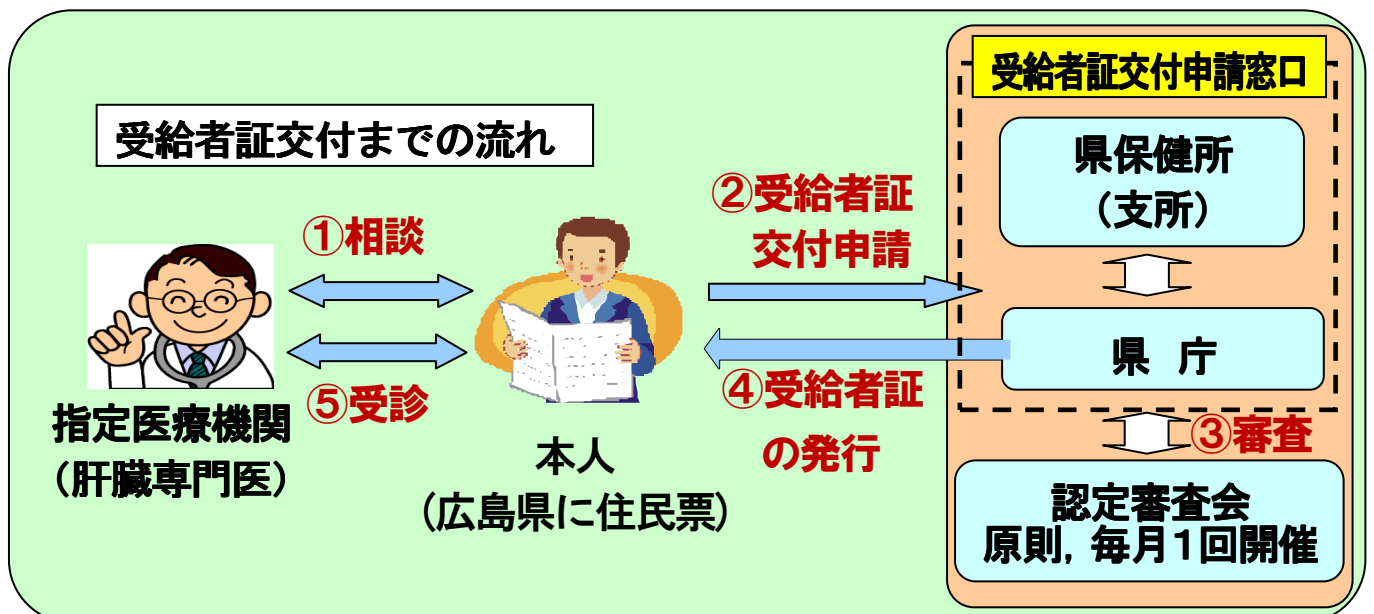 受給者証交付までの流れ
①相談
⑤受診
指定医療機関
（肝臓専門医）
本人
（広島県に住民票）
②受給者証
交付申請
④受給者証
の発行
受給者証交付申請窓口
県保健所
（支所）
県 庁
③審査
認定審査会
原則，毎月１回開催